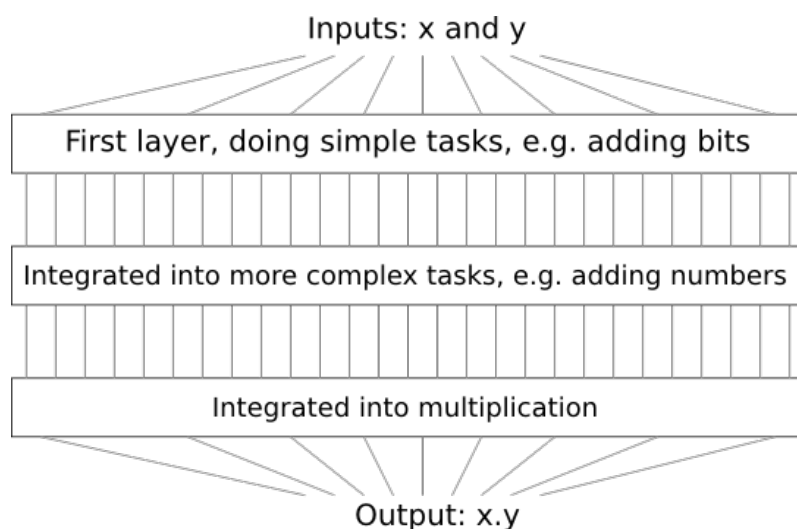 Inputs: x and y
First layer, doing simple tasks, e.g. adding bits
Integrated into more complex tasks, e.g. adding numbers
Integrated into multiplication
Output: x.y